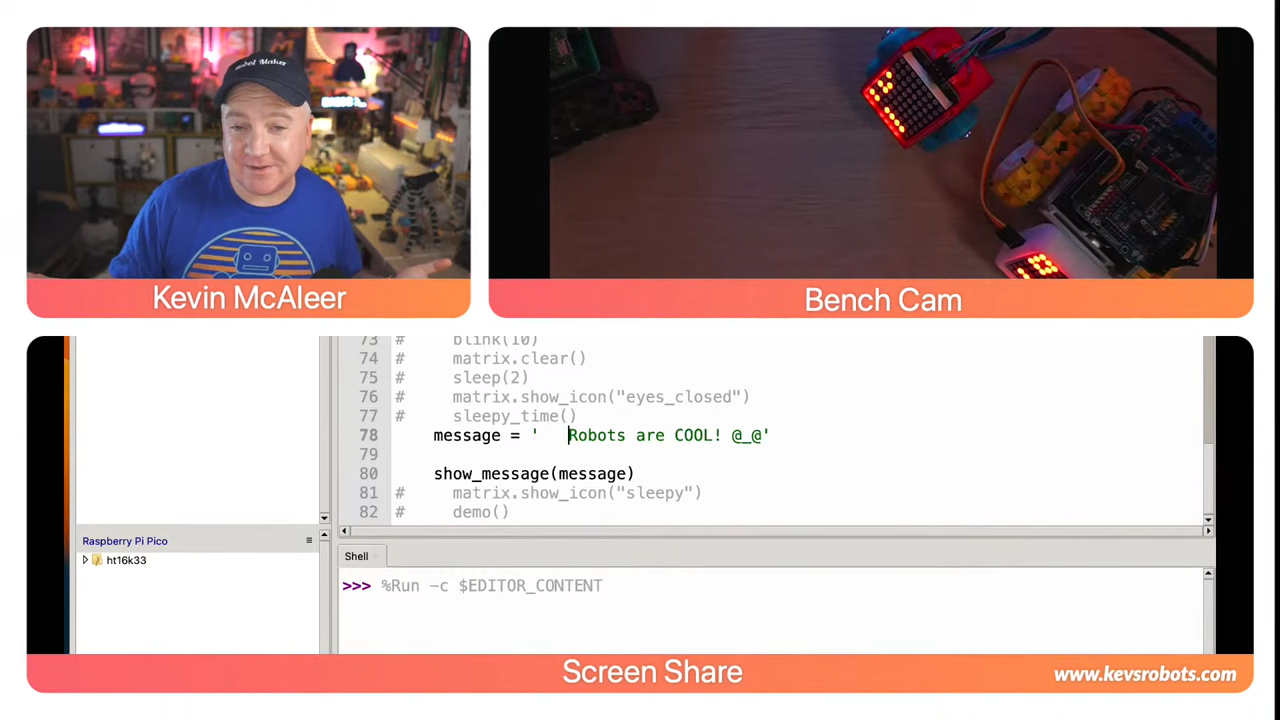 Robot Maker
Kevin McAleer
Bench Cam
73 # blink(10)
74 # matrix.clear()
75 # sleep(2)
76 # matrix.show_icon("eyes_closed")
77 # sleepy_time()
78 message = '   Robots are COOL! @_@'
79
80 show_message(message)
81 # matrix.show_icon("sleepy")
82 # demo()
Raspberry Pi Pico
ht16k33
Shell
>>> %Run -c $EDITOR_CONTENT
Screen Share
www.kevsrobots.com